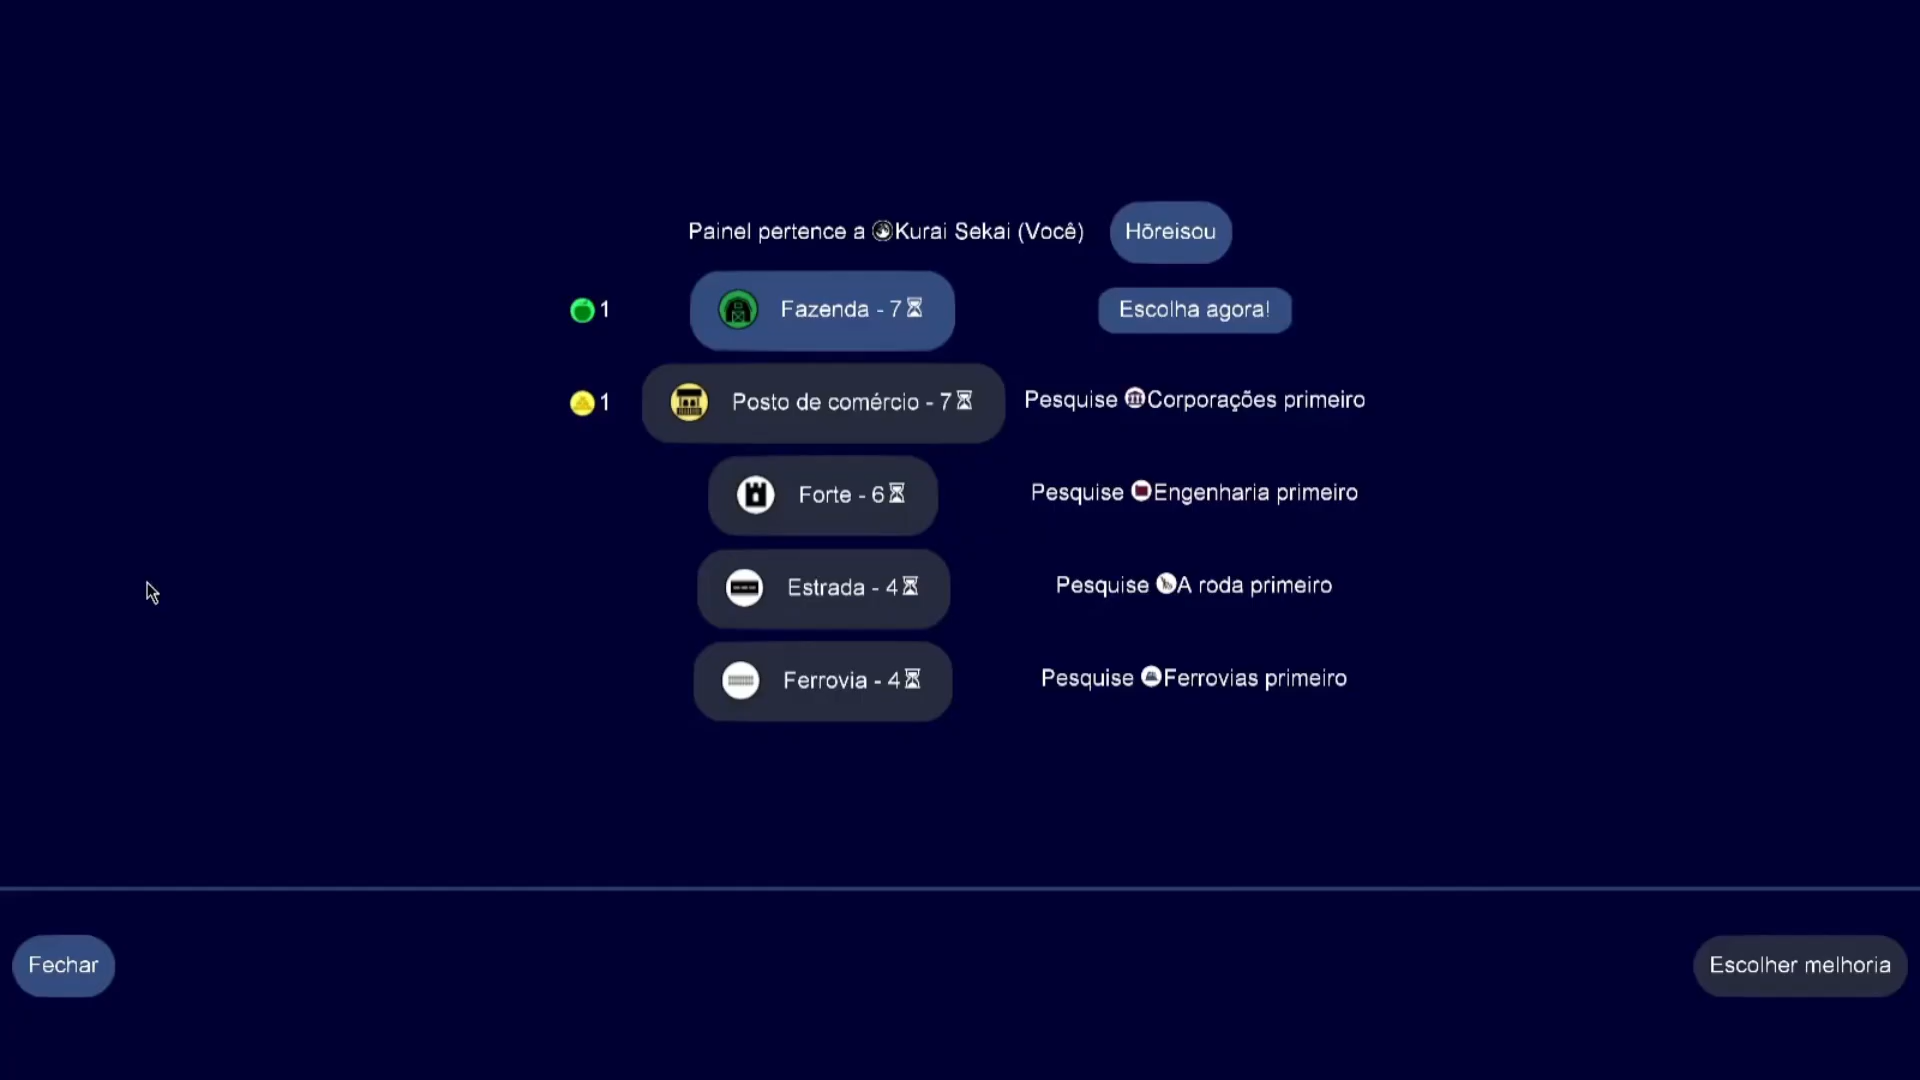 Painel pertence a Kurai Sekai (Você) Hōreisou
1 Fazenda - 7 Escolha agora!
1 Posto de comércio - 7 Pesquise Corporações primeiro
Forte - 6 Pesquise Engenharia primeiro
Estrada - 4 Pesquise A roda primeiro
Ferrovia - 4 Pesquise Ferrovias primeiro
Fechar Escolher melhoria